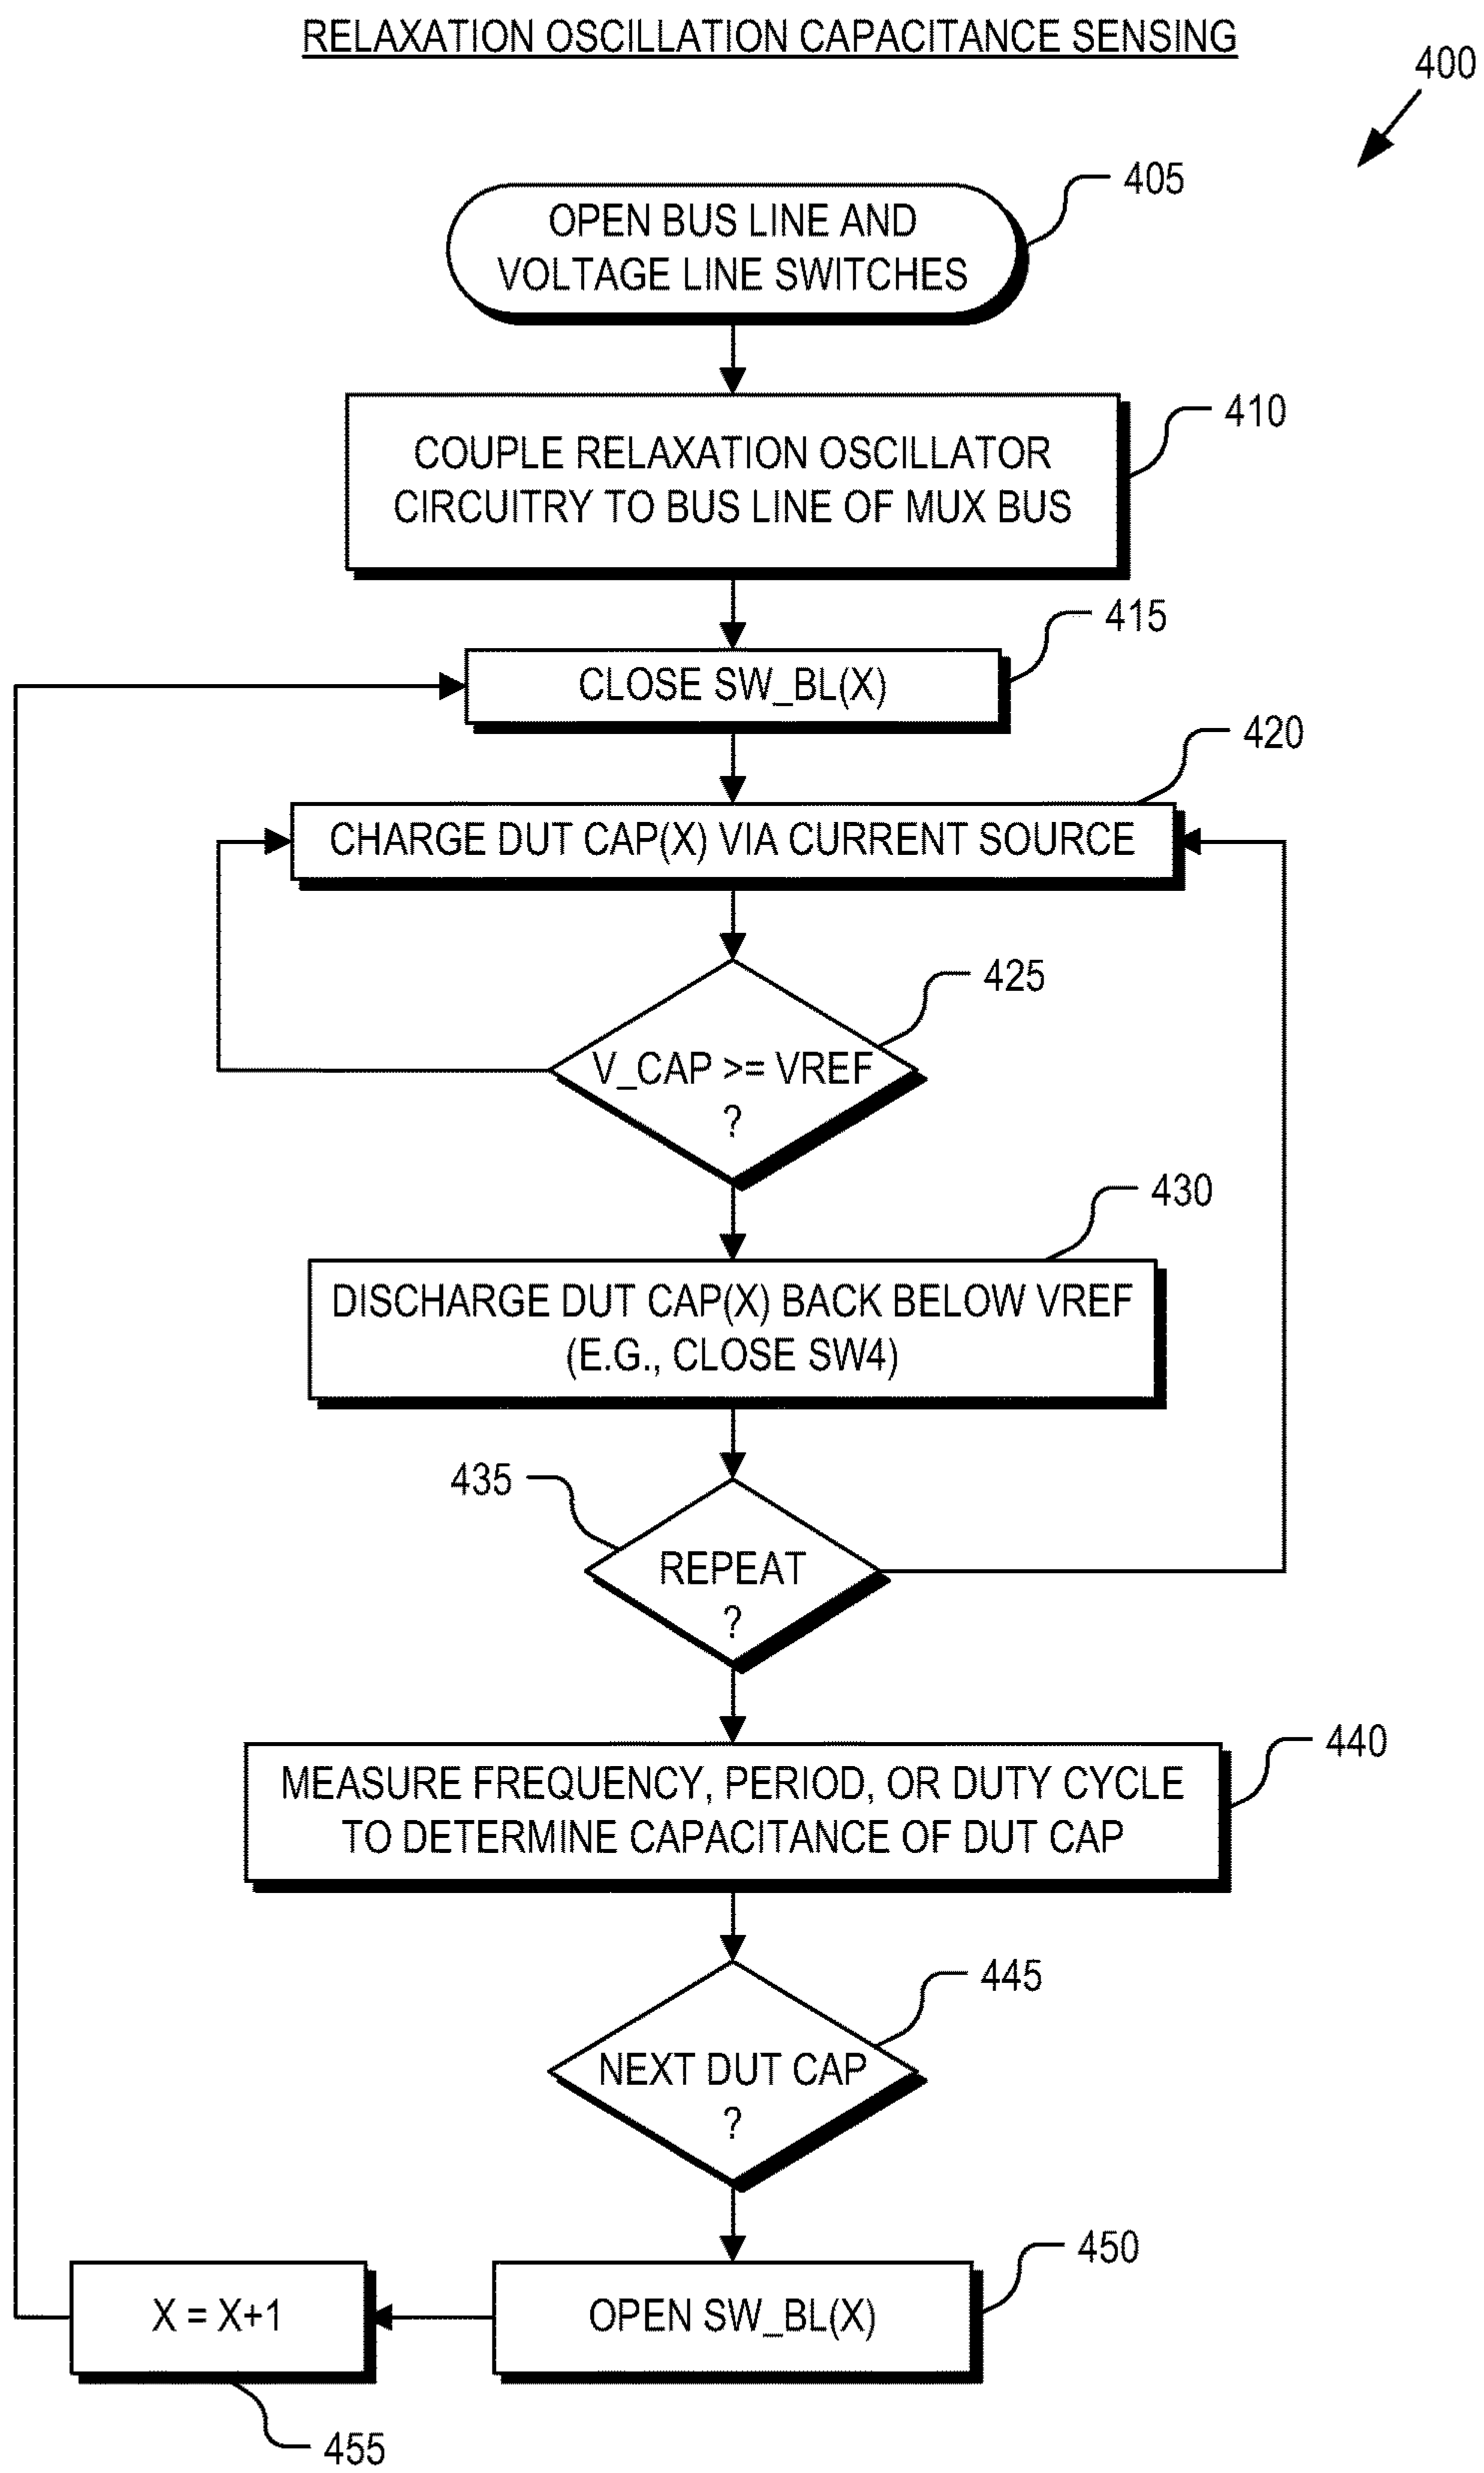 RELAXATION OSCILLATION CAPACITANCE SENSING
400
405
OPEN BUS LINE AND
VOLTAGE LINE SWITCHES
410
COUPLE RELAXATION OSCILLATOR
CIRCUITRY TO BUS LINE OF MUX BUS
415
CLOSE SW_BL(X)
420
CHARGE DUT CAP(X) VIA CURRENT SOURCE
425
V_CAP >= VREF
?
430
DISCHARGE DUT CAP(X) BACK BELOW VREF
(E.G., CLOSE SW4)
435
REPEAT
?
440
MEASURE FREQUENCY, PERIOD, OR DUTY CYCLE
TO DETERMINE CAPACITANCE OF DUT CAP
445
NEXT DUT CAP
?
450
OPEN SW_BL(X)
X = X+1
455